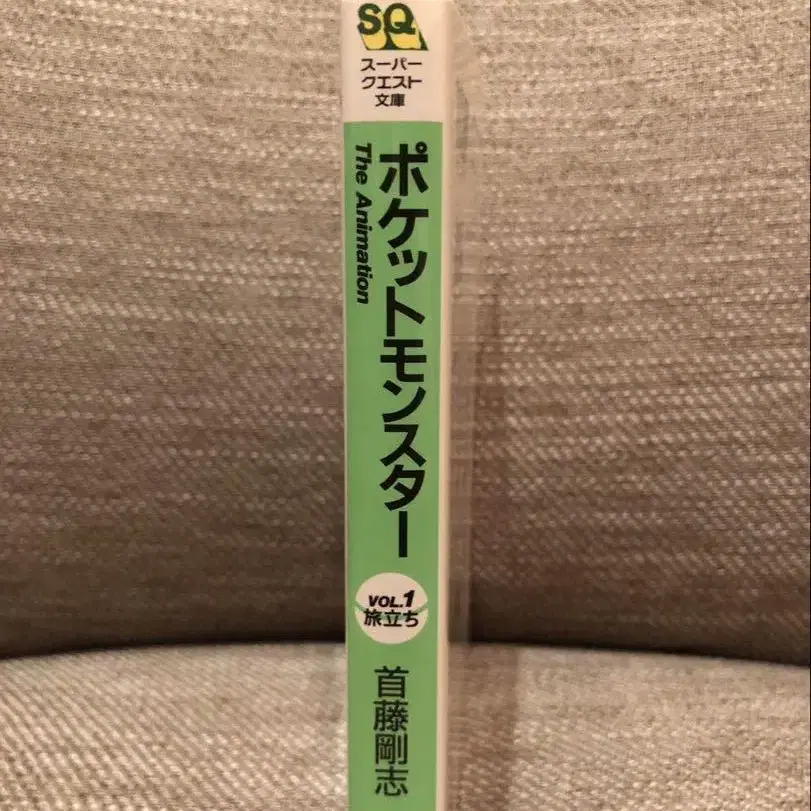 SQ
スーパー
クエスト
文庫
ポケットモンスター
The Animation
VOL.1
旅立ち
首藤剛志